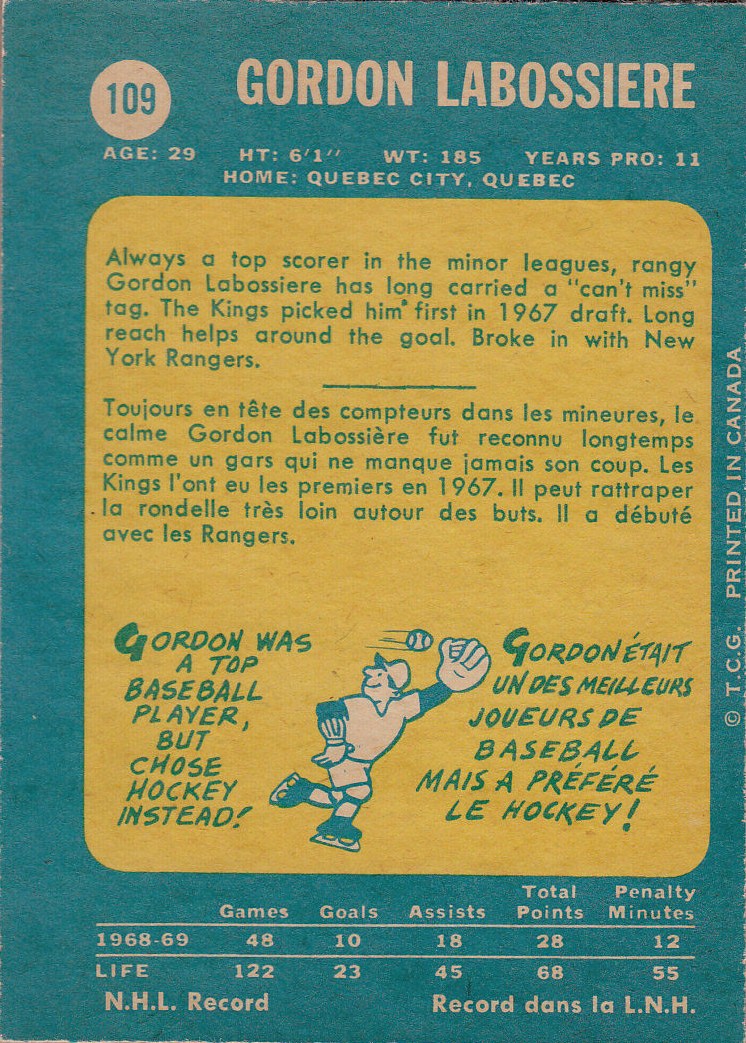 109
GORDON LABOSSIERE
AGE: 29 HT: 6'1" WT: 185 YEARS PRO: 11
HOME: QUEBEC CITY, QUEBEC
Always a top scorer in the minor leagues, rangy
Gordon Labossiere has long carried a "can't miss"
tag. The Kings picked him first in 1967 draft. Long
reach helps around the goal. Broke in with New
York Rangers.
Toujours en tête des compteurs dans les mineures, le
calme Gordon Labossière fut reconnu longtemps
comme un gars qui ne manque jamais son coup. Les
Kings l'ont eu les premiers en 1967. Il peut rattraper
la rondelle très loin autour des buts. Il a débuté
avec les Rangers.
GORDON WAS
A TOP
BASEBALL
PLAYER,
BUT
CHOSE
HOCKEY
INSTEAD!
GORDON ÉTAIT
UN DES MEILLEURS
JOUEURS DE
BASEBALL
MAIS A PRÉFÉRÉ
LE HOCKEY!
Games Goals Assists Total Points Penalty Minutes
1968-69 48 10 18 28 12
LIFE 122 23 45 68 55
N.H.L. Record Record dans la L.N.H.
© T.C.G. PRINTED IN CANADA